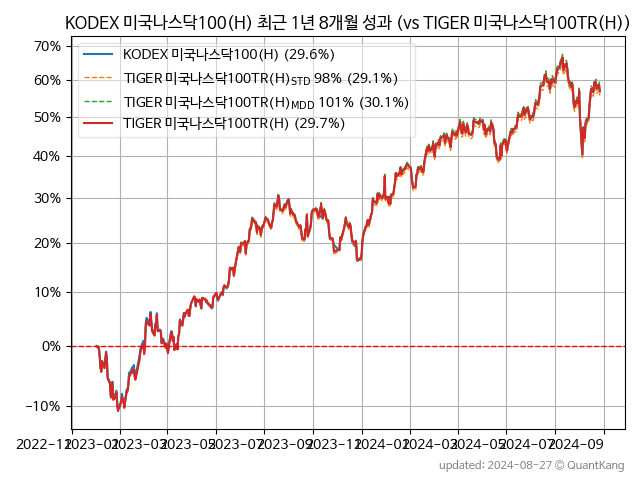 KODEX 미국나스닥100(H) 최근 1년 8개월 성과 (vs TIGER 미국나스닥100TR(H))
KODEX 미국나스닥100(H) (29.6%)
TIGER 미국나스닥100TR(H)STD 98% (29.1%)
TIGER 미국나스닥100TR(H)MDD 101% (30.1%)
TIGER 미국나스닥100TR(H) (29.7%)
70%
60%
50%
40%
30%
20%
10%
0%
−10%
2022-11 2023-01 2023-03 2023-05 2023-07 2023-09 2023-11 2024-01 2024-03 2024-05 2024-07 2024-09
updated: 2024-08-27 © QuantKang